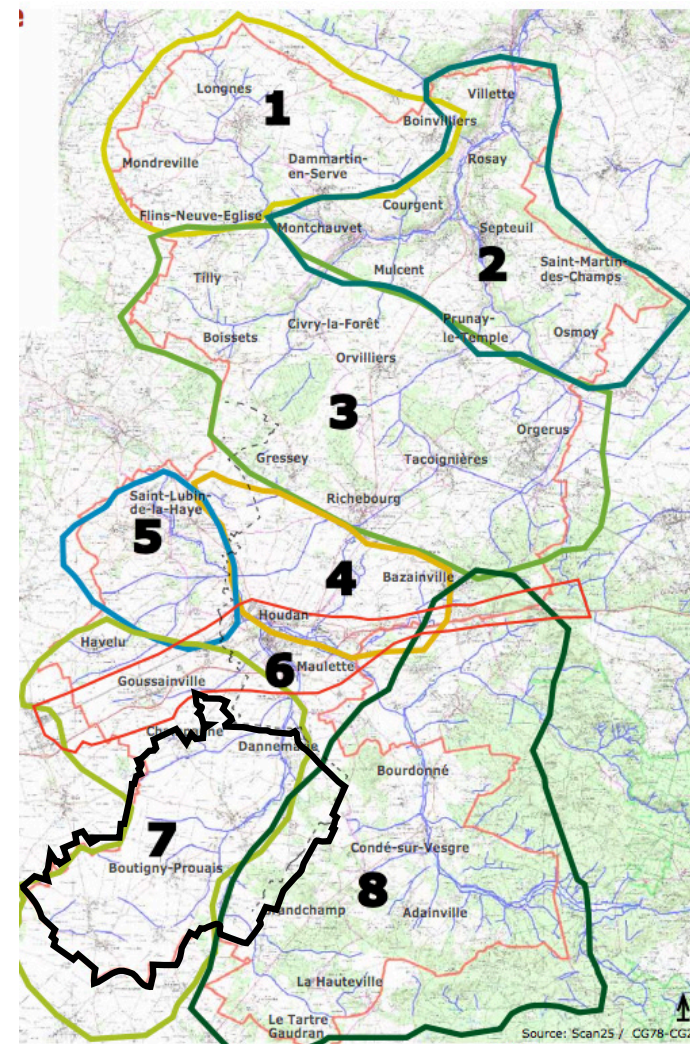 Longnes
1
Villette
Boinvilliers
Mondreville
Dammartin-
en-Serve
Rosay
Flins-Neuve-Eglise
Courgent
Montchauvet
Septeuil
2
Saint-Martin-
des-Champs
Tilly
Mulcent
Civry-la-Forêt
Prunay-
le-Temple
Boissets
Osmoy
Orvilliers
3
Orgerus
Gressey
Tacoignières
Saint-Lubin-
de-la-Haye
Richebourg
5
4
Bazainville
Houdan
Havelu
6
Maulette
Goussainville
Dannemarie
Bourdonné
7
Condé-sur-Vesgre
Boutigny-Prouais
8
Grandchamp
Adainville
La Hauteville
Le Tartre
Gaudran
Source: Scan25 / CG78-CG2